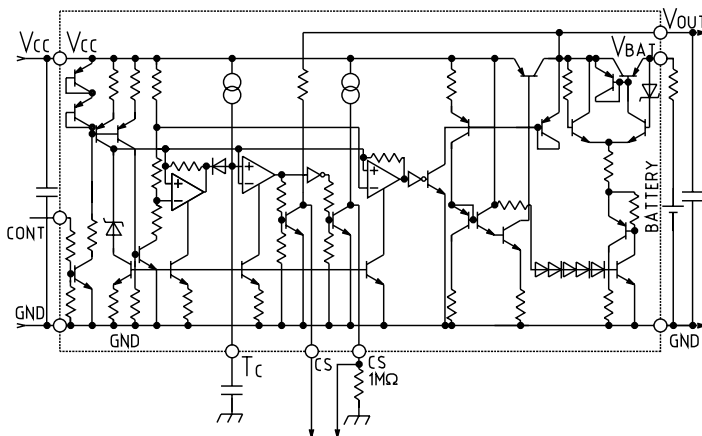 VCC
VCC
VOUT
VBAT
BATTERY
CONT
GND
GND
GND
TC
CS
CS
1MΩ